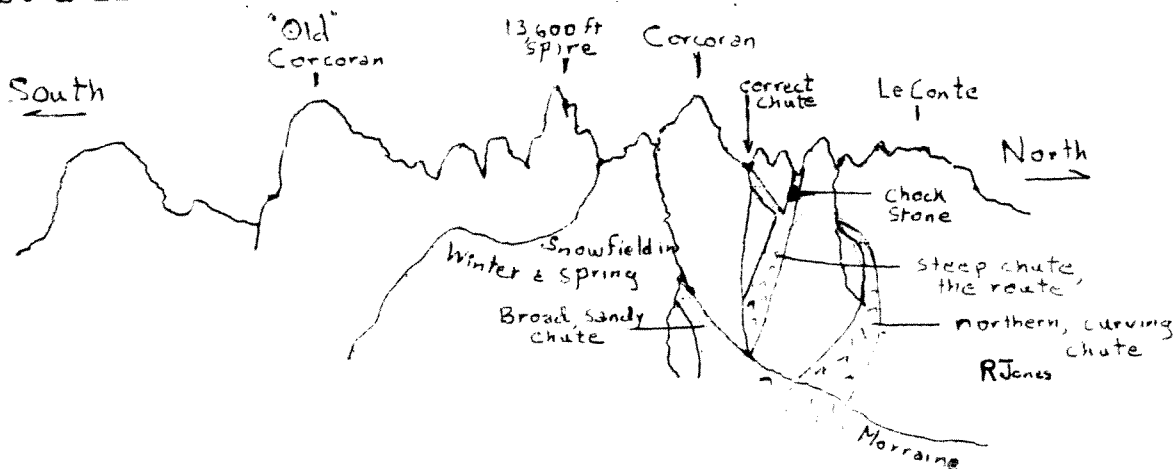 "Old"
Corcoran
13,600 ft
spire
Corcoran
correct
chute
Le Conte
South
North
Chock
Stone
Snowfield in
Winter & Spring
steep chute,
the route
Broad, sandy
chute
northern, curving
chute
RJones
Morraine